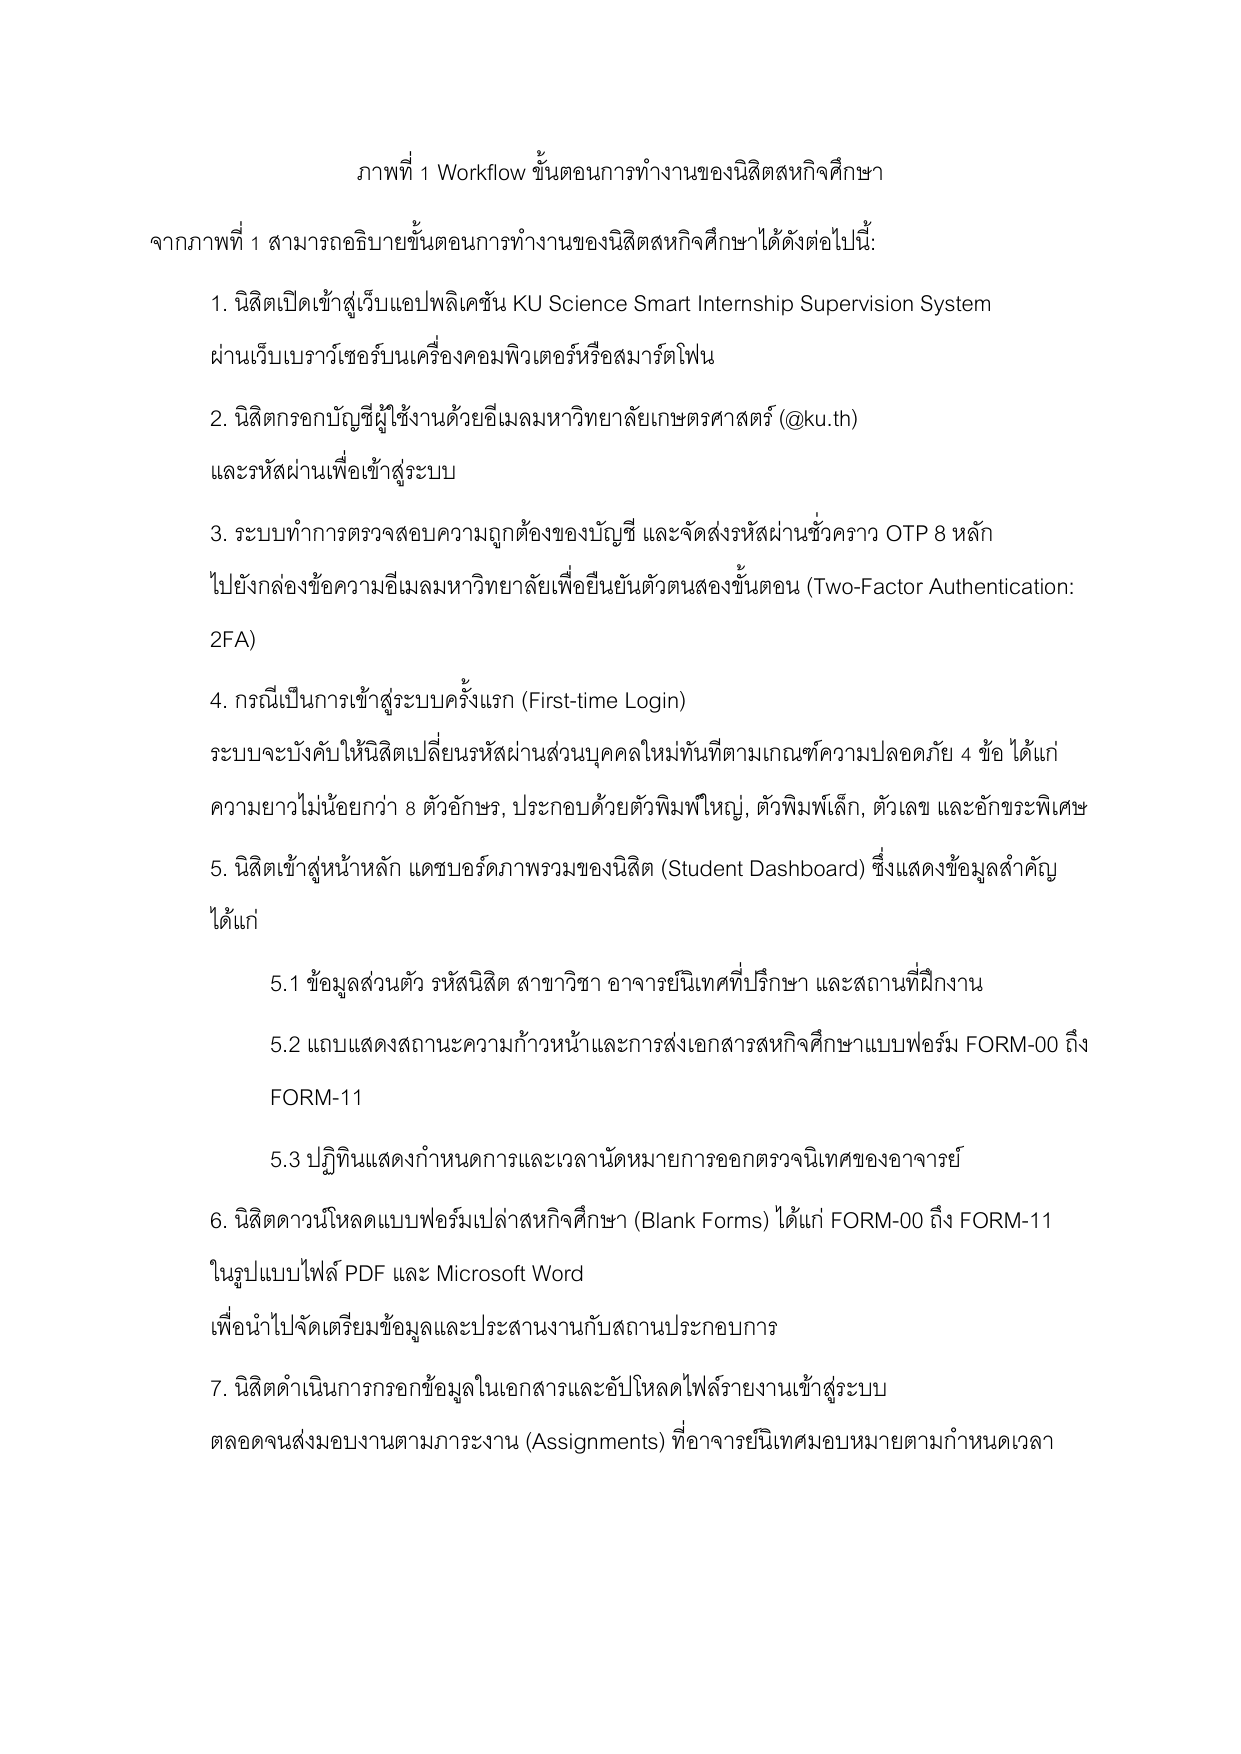 ภาพที่ 1 Workflow ขั้นตอนการทำงานของนิสิตสหกิจศึกษา
จากภาพที่ 1 สามารถอธิบายขั้นตอนการทำงานของนิสิตสหกิจศึกษาได้ดังต่อไปนี้:
1. นิสิตเปิดเข้าสู่เว็บแอปพลิเคชัน KU Science Smart Internship Supervision System
ผ่านเว็บเบราว์เซอร์บนเครื่องคอมพิวเตอร์หรือสมาร์ตโฟน
2. นิสิตกรอกบัญชีผู้ใช้งานด้วยอีเมลมหาวิทยาลัยเกษตรศาสตร์ (@ku.th)
และรหัสผ่านเพื่อเข้าสู่ระบบ
3. ระบบทำการตรวจสอบความถูกต้องของบัญชี และจัดส่งรหัสผ่านชั่วคราว OTP 8 หลัก
ไปยังกล่องข้อความอีเมลมหาวิทยาลัยเพื่อยืนยันตัวตนสองขั้นตอน (Two-Factor Authentication:
2FA)
4. กรณีเป็นการเข้าสู่ระบบครั้งแรก (First-time Login)
ระบบจะบังคับให้นิสิตเปลี่ยนรหัสผ่านส่วนบุคคลใหม่ทันทีตามเกณฑ์ความปลอดภัย 4 ข้อ ได้แก่
ความยาวไม่น้อยกว่า 8 ตัวอักษร, ประกอบด้วยตัวพิมพ์ใหญ่, ตัวพิมพ์เล็ก, ตัวเลข และอักขระพิเศษ
5. นิสิตเข้าสู่หน้าหลัก แดชบอร์ดภาพรวมของนิสิต (Student Dashboard) ซึ่งแสดงข้อมูลสำคัญ
ได้แก่
5.1 ข้อมูลส่วนตัว รหัสนิสิต สาขาวิชา อาจารย์นิเทศที่ปรึกษา และสถานที่ฝึกงาน
5.2 แถบแสดงสถานะความก้าวหน้าและการส่งเอกสารสหกิจศึกษาแบบฟอร์ม FORM-00 ถึง
FORM-11
5.3 ปฏิทินแสดงกำหนดการและเวลานัดหมายการออกตรวจนิเทศของอาจารย์
6. นิสิตดาวน์โหลดแบบฟอร์มเปล่าสหกิจศึกษา (Blank Forms) ได้แก่ FORM-00 ถึง FORM-11
ในรูปแบบไฟล์ PDF และ Microsoft Word
เพื่อนำไปจัดเตรียมข้อมูลและประสานงานกับสถานประกอบการ
7. นิสิตดำเนินการกรอกข้อมูลในเอกสารและอัปโหลดไฟล์รายงานเข้าสู่ระบบ
ตลอดจนส่งมอบงานตามภาระงาน (Assignments) ที่อาจารย์นิเทศมอบหมายตามกำหนดเวลา